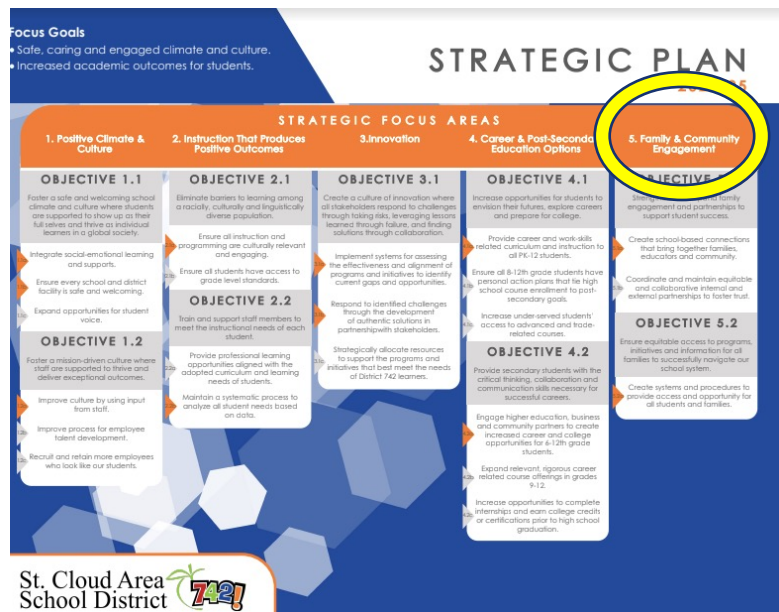 Focus Goals
• Safe, caring and engaged climate and culture.
• Increased academic outcomes for students.
STRATEGIC PLAN
STRATEGIC FOCUS AREAS
1. Positive Climate &
Culture
OBJECTIVE 1.1
Foster a safe and welcoming school
climate and culture where students
are supported to show up as their
full selves and thrive as individual
learners in a global society.
Integrate social-emotional learning
and supports.
Ensure every school and district
facility is safe and welcoming.
Expand opportunities for student
voice.
OBJECTIVE 1.2
Foster a mission-driven culture where
staff are supported to thrive and
deliver exceptional outcomes.
Improve culture by using input
from staff.
Improve process for employee
talent development.
Recruit and retain more employees
who look like our students.
2. Instruction That Produces
Positive Outcomes
OBJECTIVE 2.1
Eliminate barriers to learning among
a racially, culturally and linguistically
diverse population.
Ensure all instruction and
programming are culturally relevant
and engaging.
Ensure all students have access to
grade level standards.
OBJECTIVE 2.2
Train and support staff members to
meet the instructional needs of each
student.
Provide professional learning
opportunities aligned with the
adopted curriculum and learning
needs of students.
Maintain a systematic process to
analyze all student needs based
on data.
3.Innovation
OBJECTIVE 3.1
Create a culture of innovation where
all stakeholders respond to challenges
through taking risks, leveraging lessons
learned through failure, and finding
solutions through collaboration.
Implement systems for assessing
the effectiveness and alignment of
programs and initiatives to identify
current gaps and opportunities.
Respond to identified challenges
through the development
of authentic solutions in
partnershipwith stakeholders.
Strategically allocate resources
to support the programs and
initiatives that best meet the needs
of District 742 learners.
4. Career & Post-Seconda
Education Options
OBJECTIVE 4.1
Increase opportunities for students to
envision their futures, explore careers
and prepare for college.
Provide career and work-skills
related curriculum and instruction to
all PK-12 students.
Ensure all 8-12th grade students have
personal action plans that tie high
school course enrollment to post-
secondary goals.
Increase under-served students'
access to advanced and trade-
related courses.
OBJECTIVE 4.2
Provide secondary students with the
critical thinking, collaboration and
communication skills necessary for
successful careers.
Engage higher education, business
and community partners to create
increased career and college
opportunities for 6-12th grade
students.
Expand relevant, rigorous career
related course offerings in grades
9-12.
Increase opportunities to complete
internships and earn college credits
or certifications prior to high school
graduation.
5. Family & Community
Engagement
OBJECTIVE
family
engagement and partnerships to
support student success.
Create school-based connections
that bring together families,
educators and community.
Coordinate and maintain equitable
and collaborative internal and
external partnerships to foster trust.
OBJECTIVE 5.2
Ensure equitable access to programs,
initiatives and information for all
families to successfully navigate our
school system.
Create systems and procedures to
provide access and opportunity for
all students and families.
St. Cloud Area
School District
742!